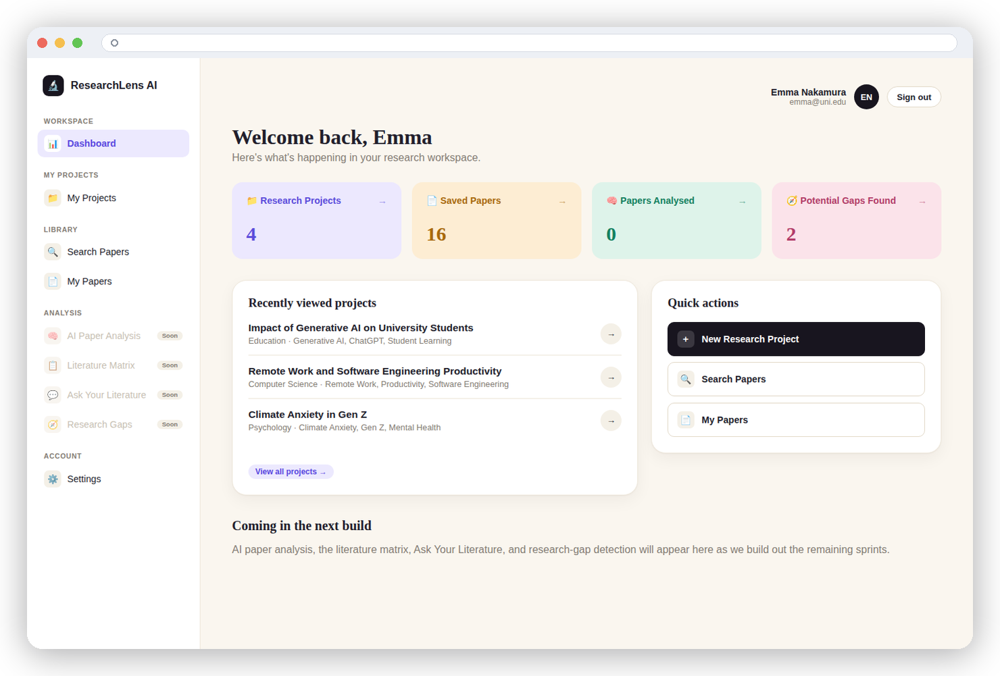 ResearchLens AI
WORKSPACE
Dashboard
MY PROJECTS
My Projects
LIBRARY
Search Papers
My Papers
ANALYSIS
AI Paper Analysis Soon
Literature Matrix Soon
Ask Your Literature Soon
Research Gaps Soon
ACCOUNT
Settings
Emma Nakamura
emma@uni.edu
EN
Sign out
Welcome back, Emma
Here's what's happening in your research workspace.
Research Projects →
4
Saved Papers →
16
Papers Analysed →
0
Potential Gaps Found →
2
Recently viewed projects
Impact of Generative AI on University Students
Education · Generative AI, ChatGPT, Student Learning
→
Remote Work and Software Engineering Productivity
Computer Science · Remote Work, Productivity, Software Engineering
→
Climate Anxiety in Gen Z
Psychology · Climate Anxiety, Gen Z, Mental Health
→
View all projects →
Quick actions
+ New Research Project
Search Papers
My Papers
Coming in the next build
AI paper analysis, the literature matrix, Ask Your Literature, and research-gap detection will appear here as we build out the remaining sprints.